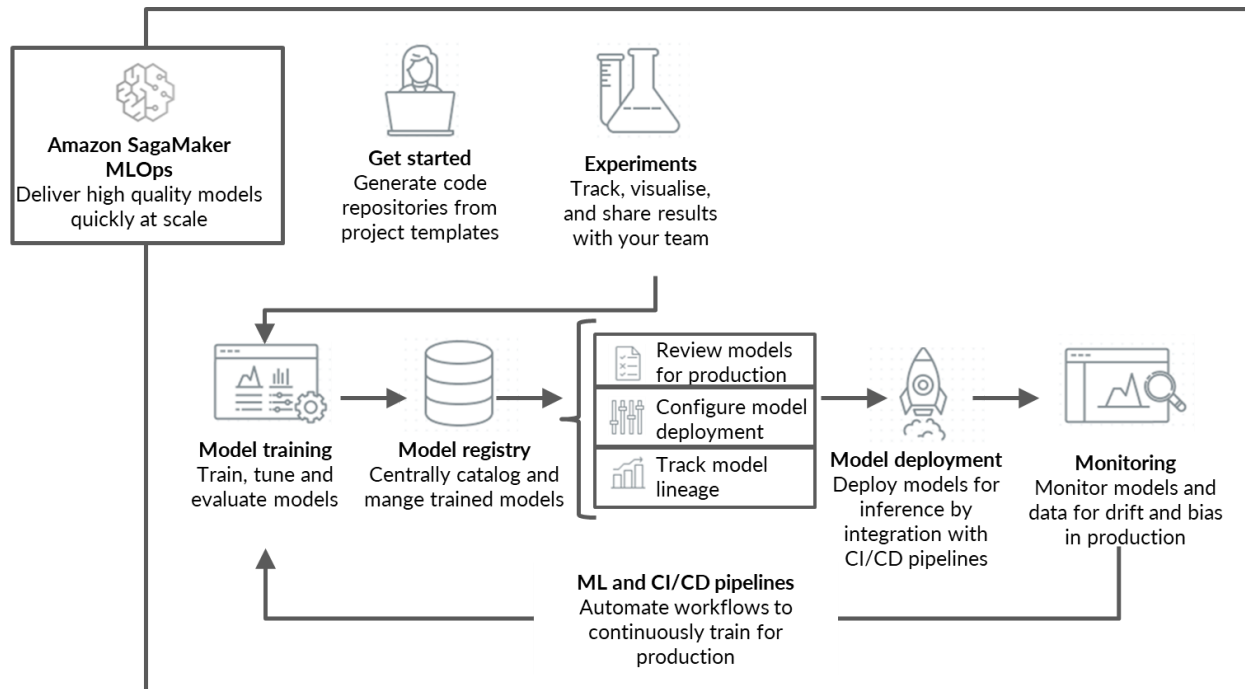 Amazon SagaMaker
MLOps
Deliver high quality models
quickly at scale
Get started
Generate code
repositories from
project templates
Experiments
Track, visualise,
and share results
with your team
Model training
Train, tune and
evaluate models
Model registry
Centrally catalog and
mange trained models
Review models
for production
Configure model
deployment
Track model
lineage
Model deployment
Deploy models for
inference by
integration with
CI/CD pipelines
Monitoring
Monitor models and
data for drift and bias
in production
ML and CI/CD pipelines
Automate workflows to
continuously train for
production